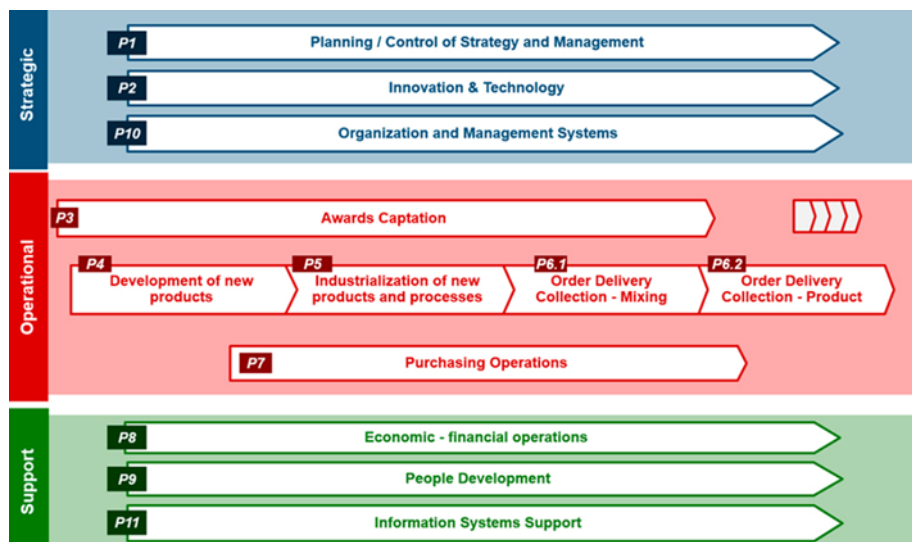 Strategic
P1
Planning / Control of Strategy and Management
P2
Innovation & Technology
P10
Organization and Management Systems
Operational
P3
Awards Captation
P4
Development of new
products
P5
Industrialization of new
products and processes
P6.1
Order Delivery
Collection - Mixing
P6.2
Order Delivery
Collection - Product
P7
Purchasing Operations
Support
P8
Economic - financial operations
P9
People Development
P11
Information Systems Support